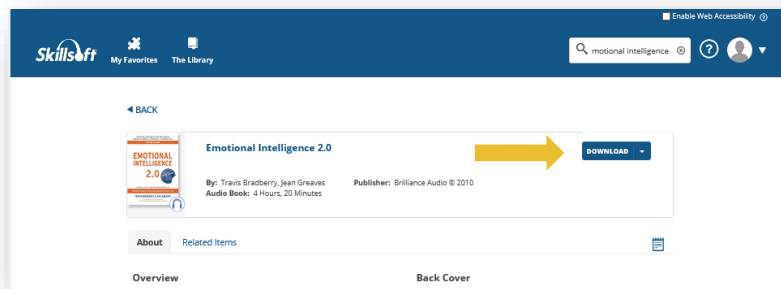 Enable Web Accessibility ?
Skillsoft
My Favorites The Library
motional intelligence
?
◄ BACK
EMOTIONAL
INTELLIGENCE
2.0
Emotional Intelligence 2.0
DOWNLOAD
By: Travis Bradberry, Jean Greaves Publisher: Brilliance Audio © 2010
Audio Book: 4 Hours, 20 Minutes
About Related Items
Overview Back Cover